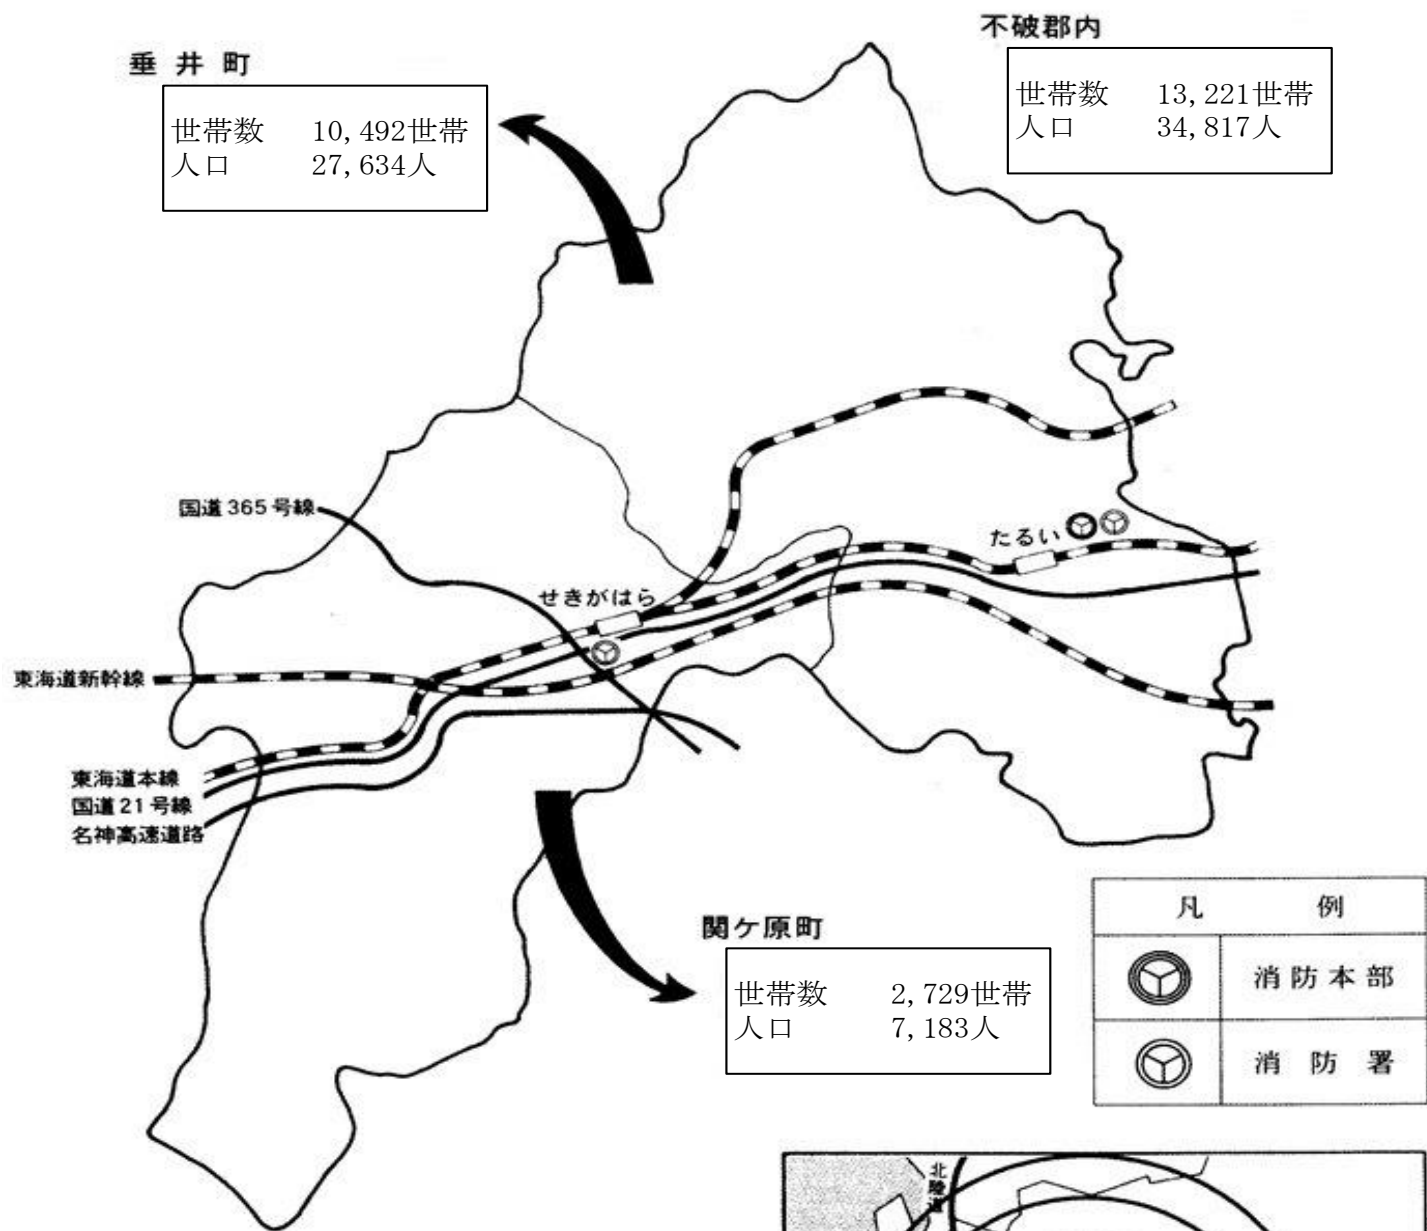 不破郡内
世帯数 13,221世帯
人口 34,817人
垂井町
世帯数 10,492世帯
人口 27,634人
国道365号線
たるい
せきがはら
東海道新幹線
東海道本線
国道21号線
名神高速道路
関ケ原町
世帯数 2,729世帯
人口 7,183人
凡例
消防本部
消防署
北陸道